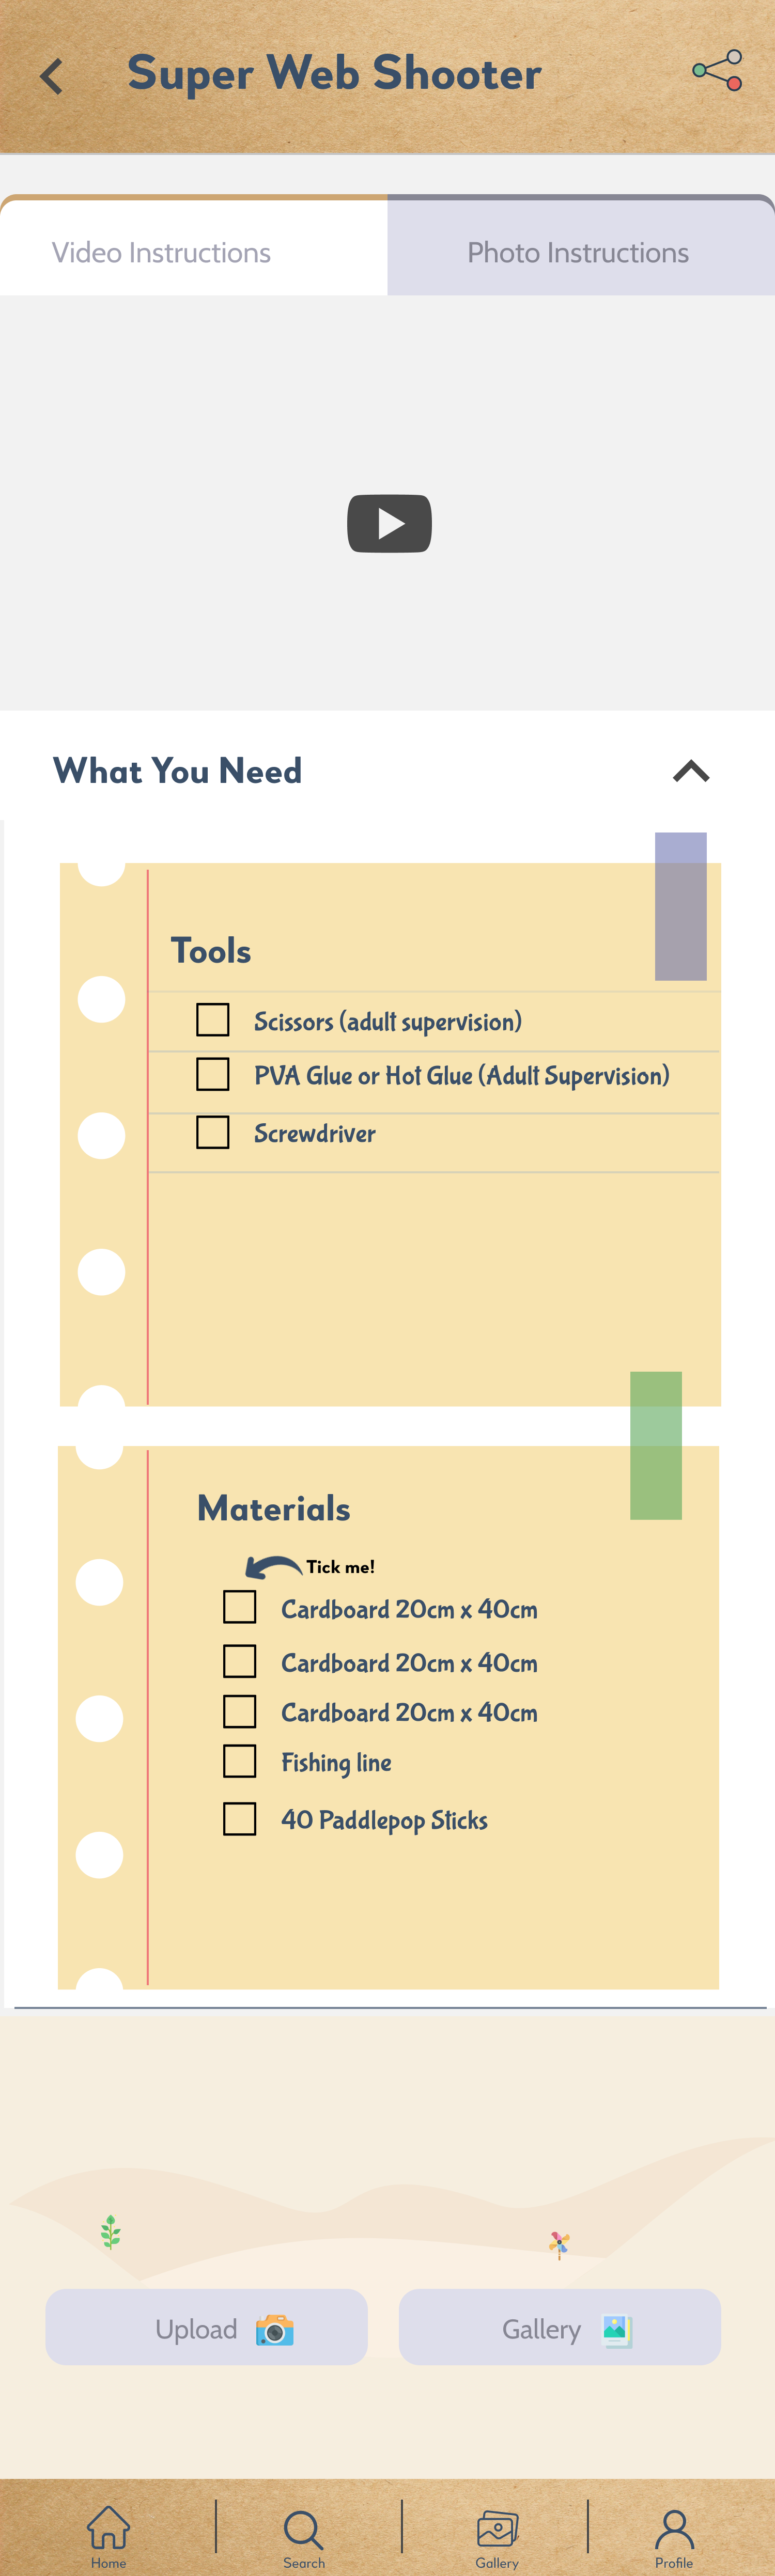 Super Web Shooter
Video Instructions
Photo Instructions
What You Need
Tools
Scissors (adult supervision)
PVA Glue or Hot Glue (Adult Supervision)
Screwdriver
Materials
Tick me!
Cardboard 20cm x 40cm
Cardboard 20cm x 40cm
Cardboard 20cm x 40cm
Fishing line
40 Paddlepop Sticks
Upload
Gallery
Home
Search
Gallery
Profile